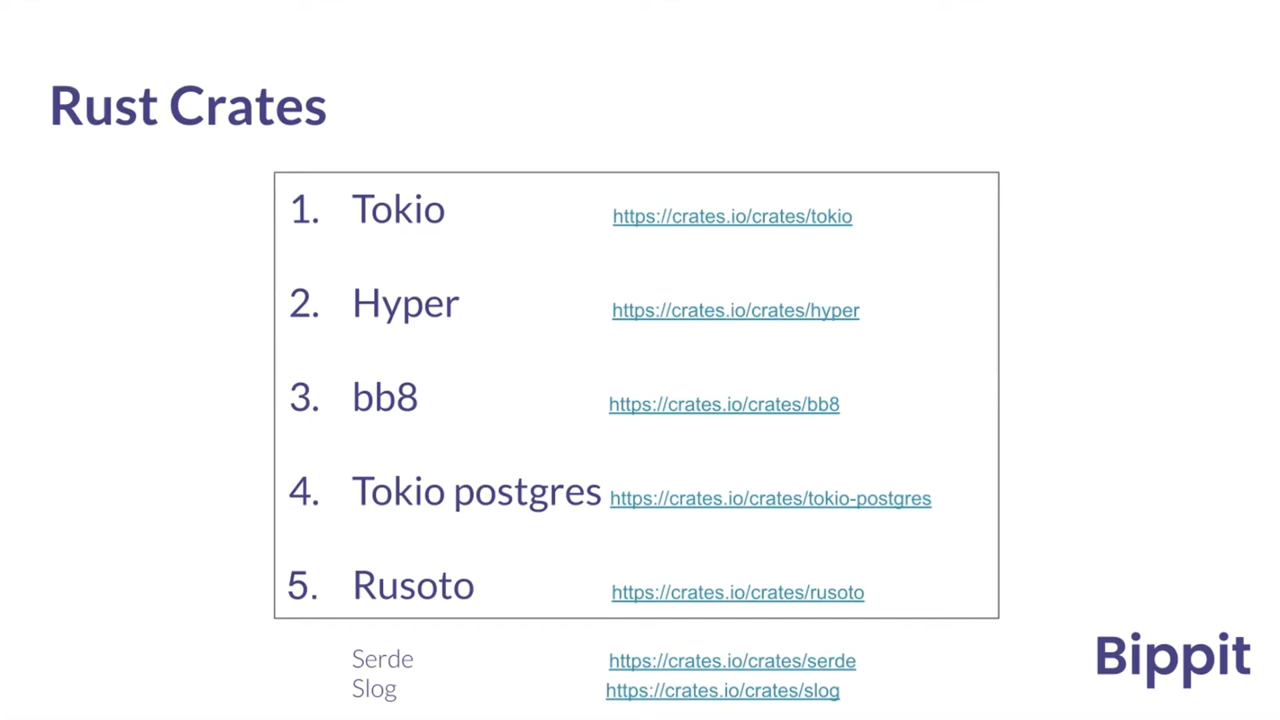 Rust Crates
1. Tokio https://crates.io/crates/tokio
2. Hyper https://crates.io/crates/hyper
3. bb8 https://crates.io/crates/bb8
4. Tokio postgres https://crates.io/crates/tokio-postgres
5. Rusoto https://crates.io/crates/rusoto
Serde https://crates.io/crates/serde
Slog https://crates.io/crates/slog
Bippit